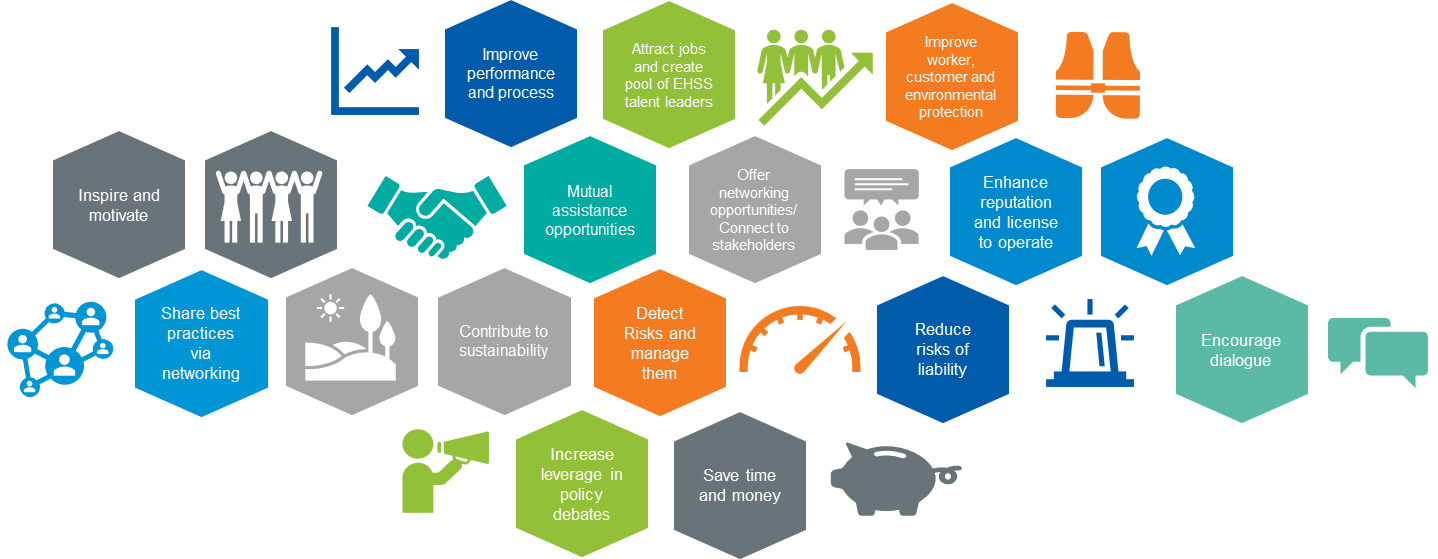 Improve
performance
and process
Attract jobs
and create
pool of EHSS
talent leaders
Improve
worker,
customer and
environmental
protection
Inspire and
motivate
Mutual
assistance
opportunities
Offer
networking
opportunities/
Connect to
stakeholders
Enhance
reputation
and license
to operate
Share best
practices
via
networking
Contribute to
sustainability
Detect
Risks and
manage
them
Reduce
risks of
liability
Encourage
dialogue
Increase
leverage in
policy
debates
Save time
and money